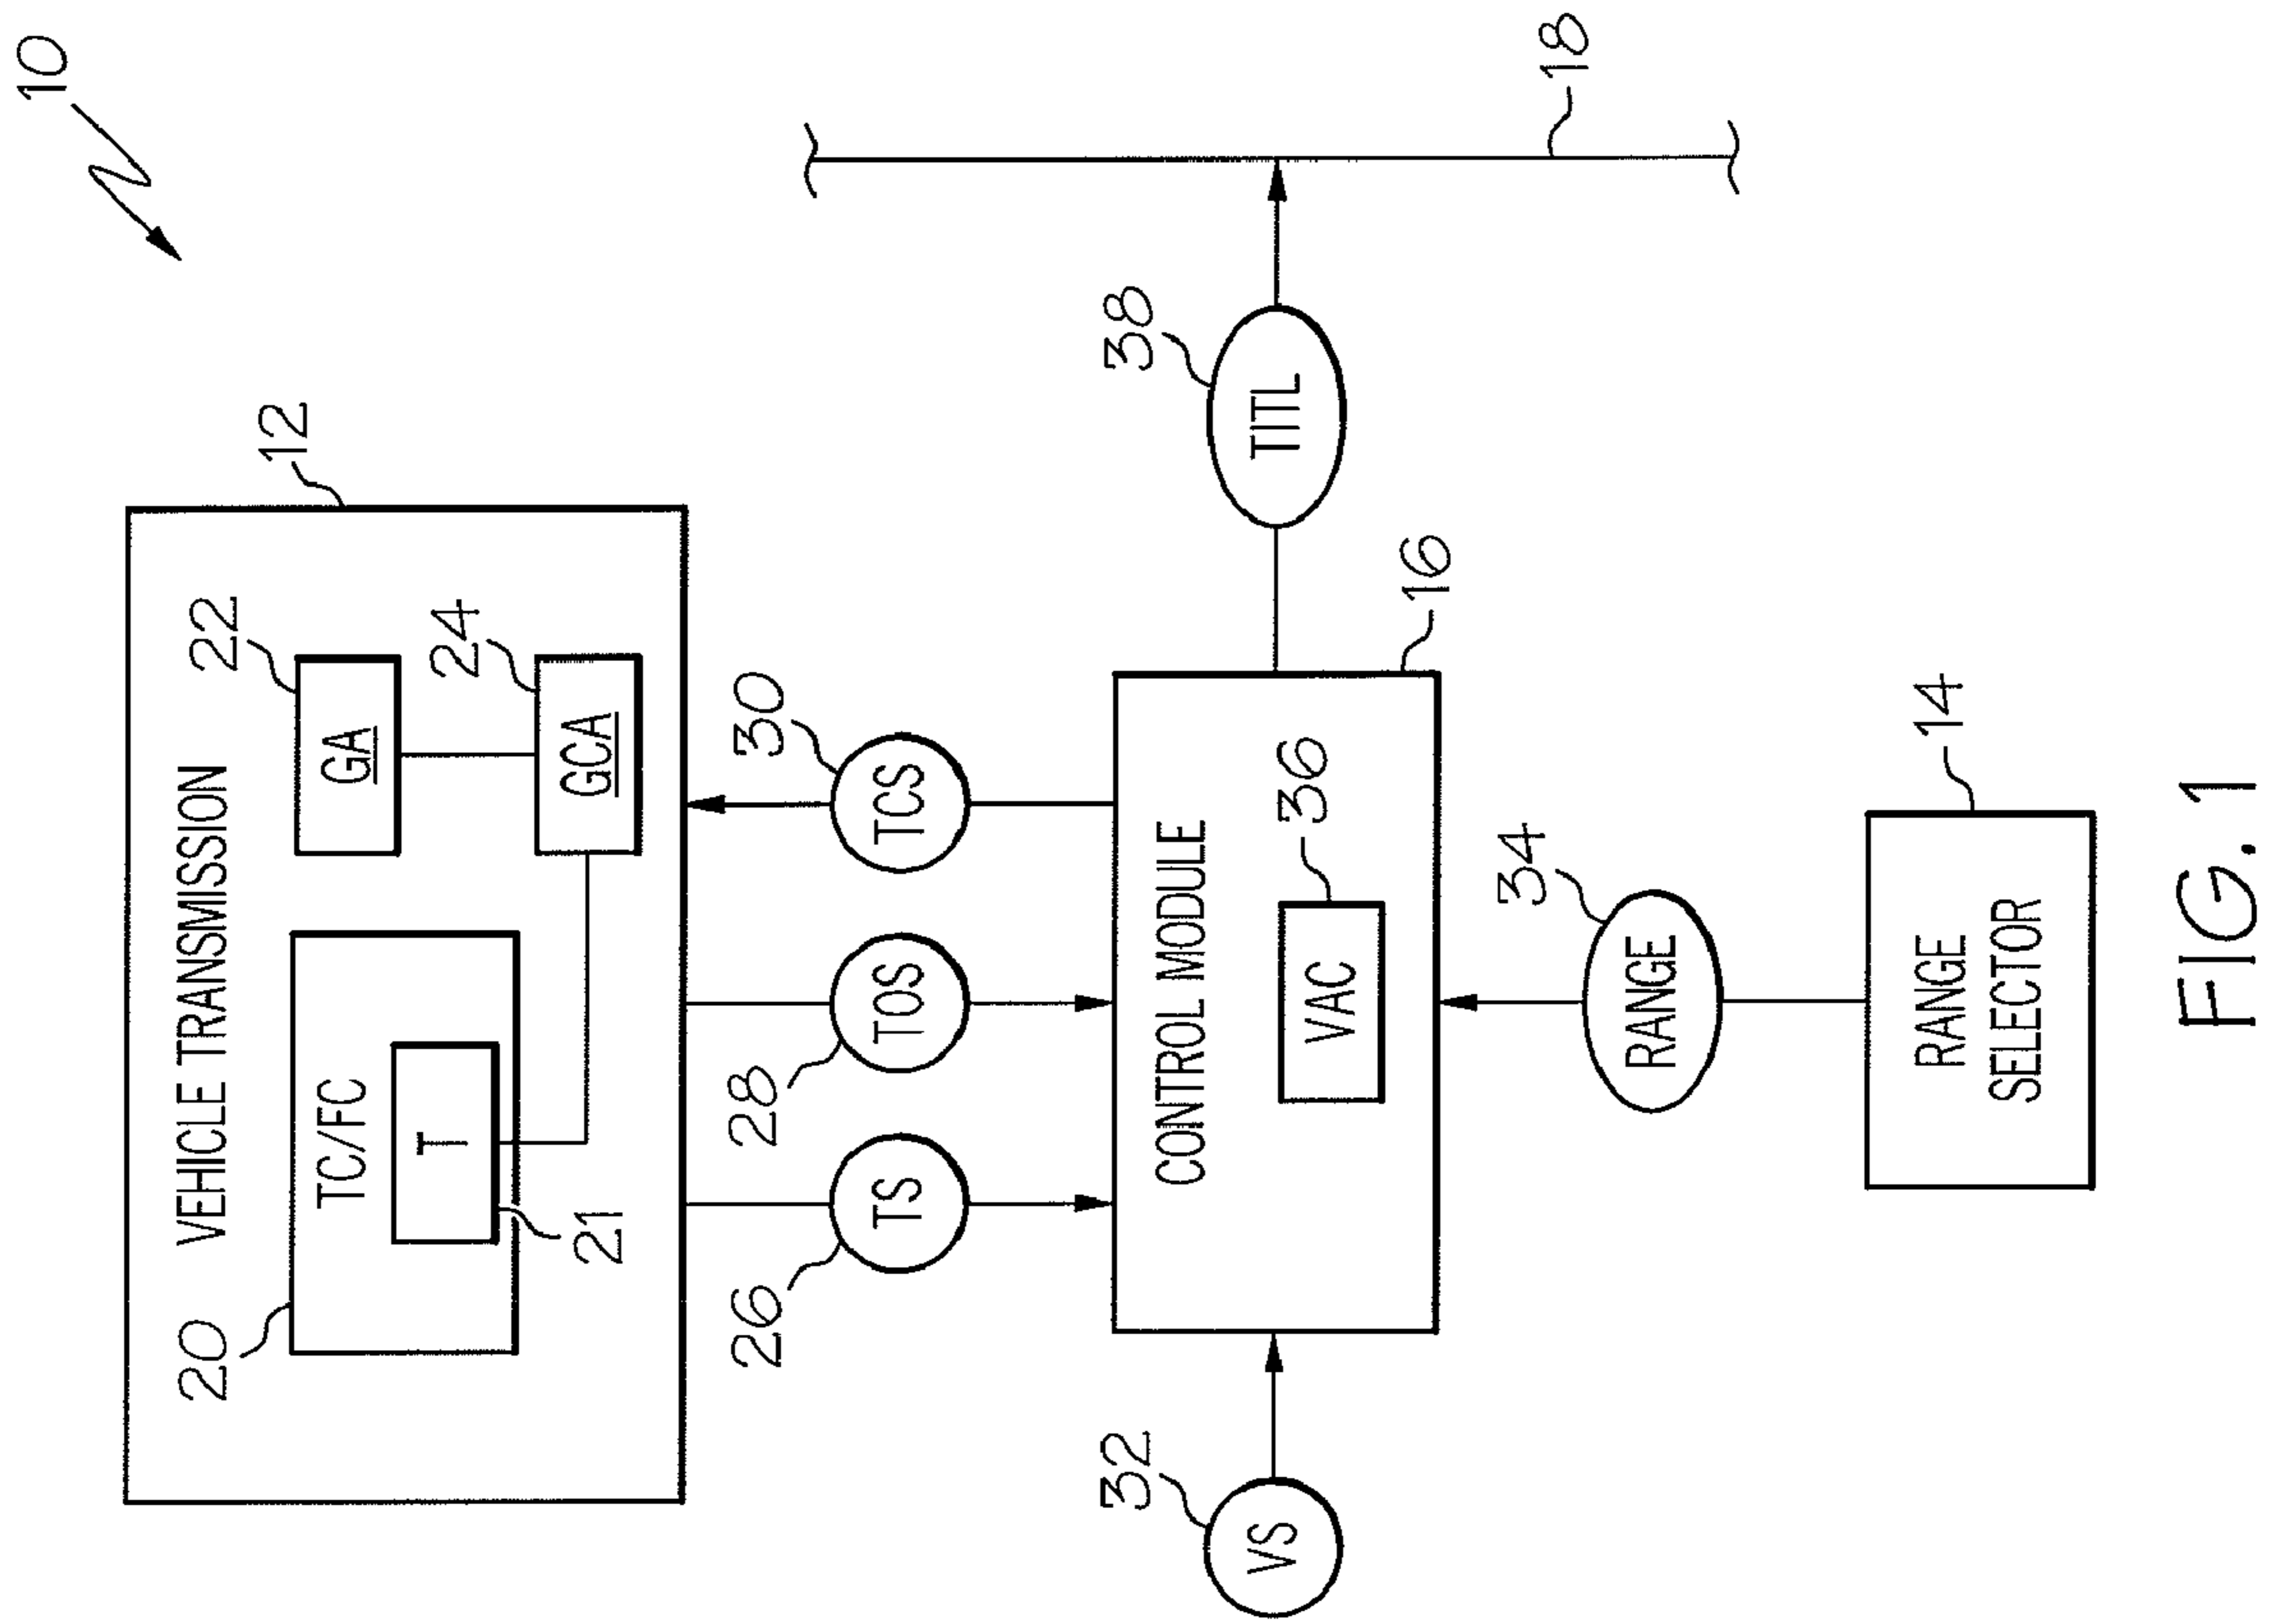 10
12
VEHICLE TRANSMISSION
20
TC/FC
T
21
22
GA
24
GCA
26
TS
28
TOS
30
TCS
32
VS
CONTROL MODULE
VAC
36
16
38
TITL
18
34
RANGE
14
RANGE
SELECTOR
FIG. 1